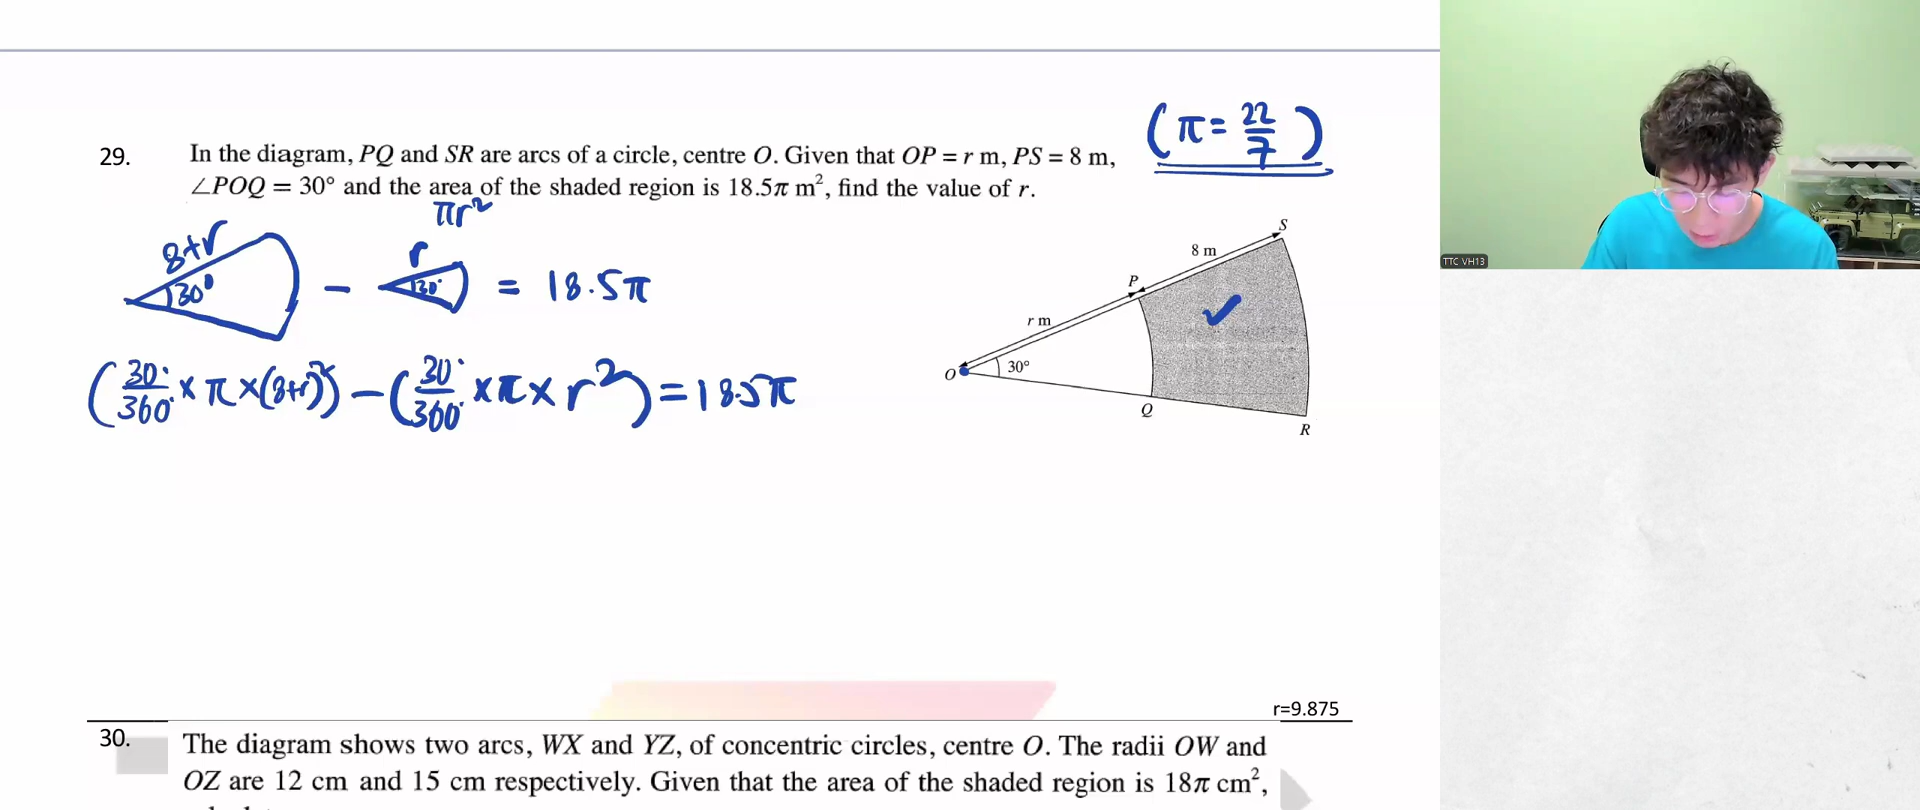 (π = 22/7)
29. In the diagram, PQ and SR are arcs of a circle, centre O. Given that OP = r m, PS = 8 m,
∠POQ = 30° and the area of the shaded region is 18.5π m², find the value of r.
πr²
8+r 30° − r 30° = 18.5π
(30°/360° × π × (8+r)²) − (30°/360° × π × r²) = 18.5π
S
8 m
P
r m
O 30°
Q
R
TTC VH13
r=9.875
30. The diagram shows two arcs, WX and YZ, of concentric circles, centre O. The radii OW and
OZ are 12 cm and 15 cm respectively. Given that the area of the shaded region is 18π cm²,